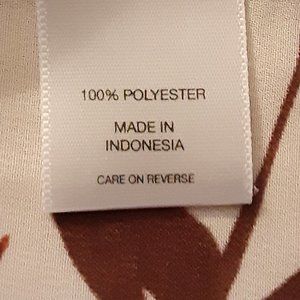 100% POLYESTER
MADE IN
INDONESIA
CARE ON REVERSE